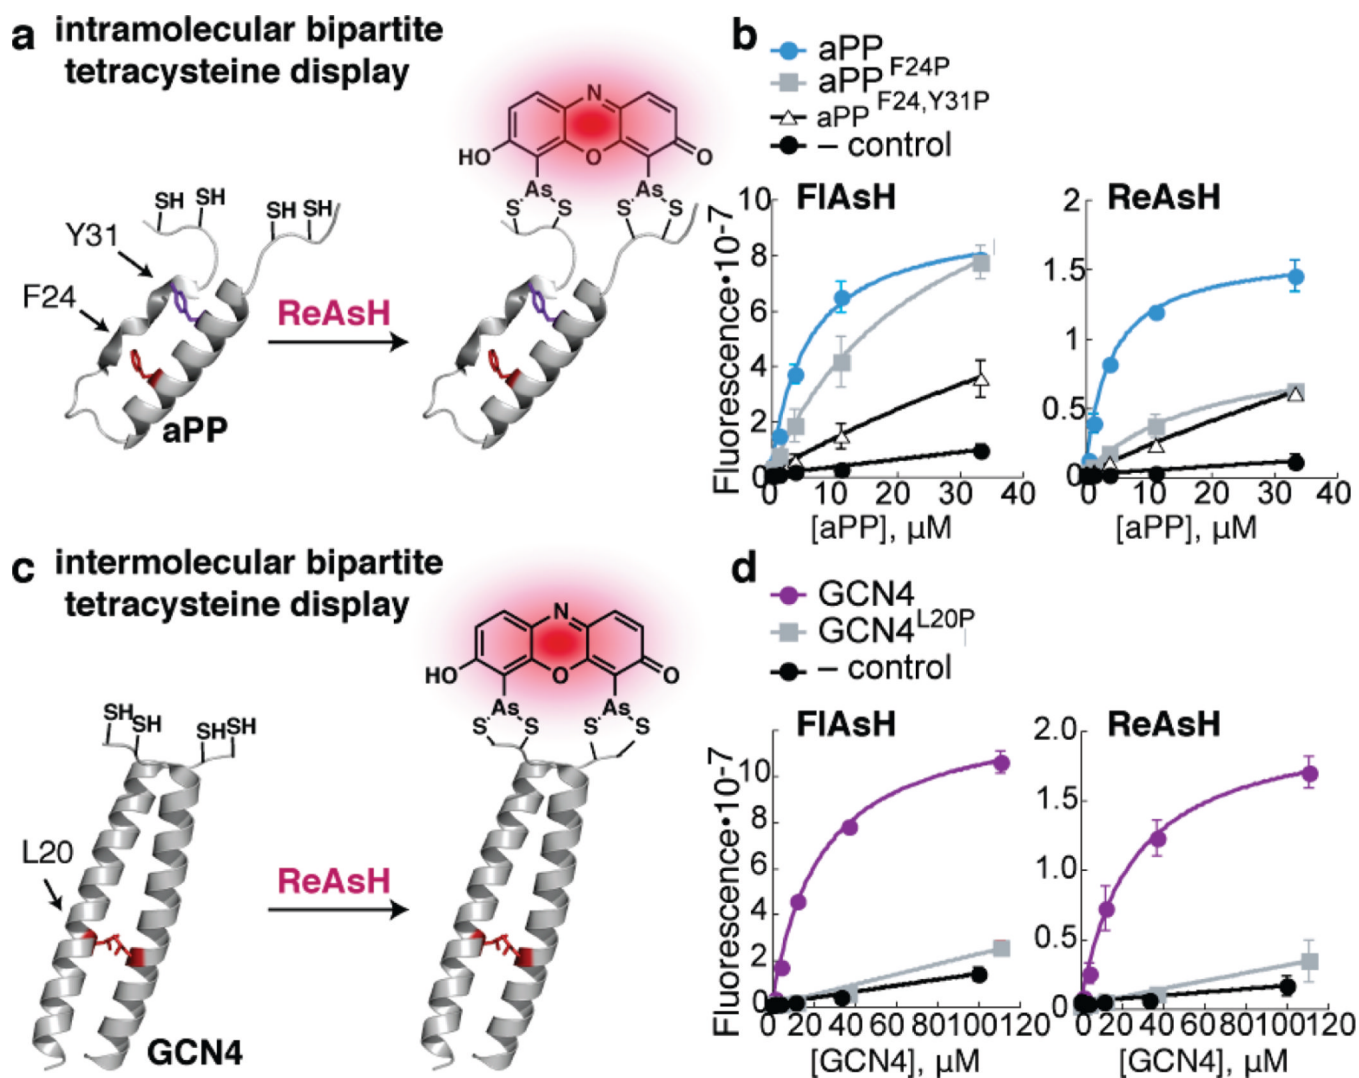 a intramolecular bipartite
tetracysteine display
N
HO
O
O
As
As
S
S
S
S
SH
SH
SH
SH
Y31
F24
ReAsH
aPP
b
aPP
aPP F24P
aPP F24,Y31P
– control
FlAsH
10
8
6
4
2
0
Fluorescence•10-7
0 10 20 30 40
[aPP], µM
ReAsH
2
1.5
1
0.5
0
0 10 20 30 40
[aPP], µM
c intermolecular bipartite
tetracysteine display
N
HO
O
O
As
As
S
S
S
S
SH
SH
SH
SH
L20
ReAsH
GCN4
d
GCN4
GCN4L20P
– control
FlAsH
10
8
6
4
2
0
Fluorescence•10-7
0 20 40 60 80 100 120
[GCN4], µM
ReAsH
2.0
1.5
1.0
0.5
0
0 20 40 60 80 100 120
[GCN4], µM